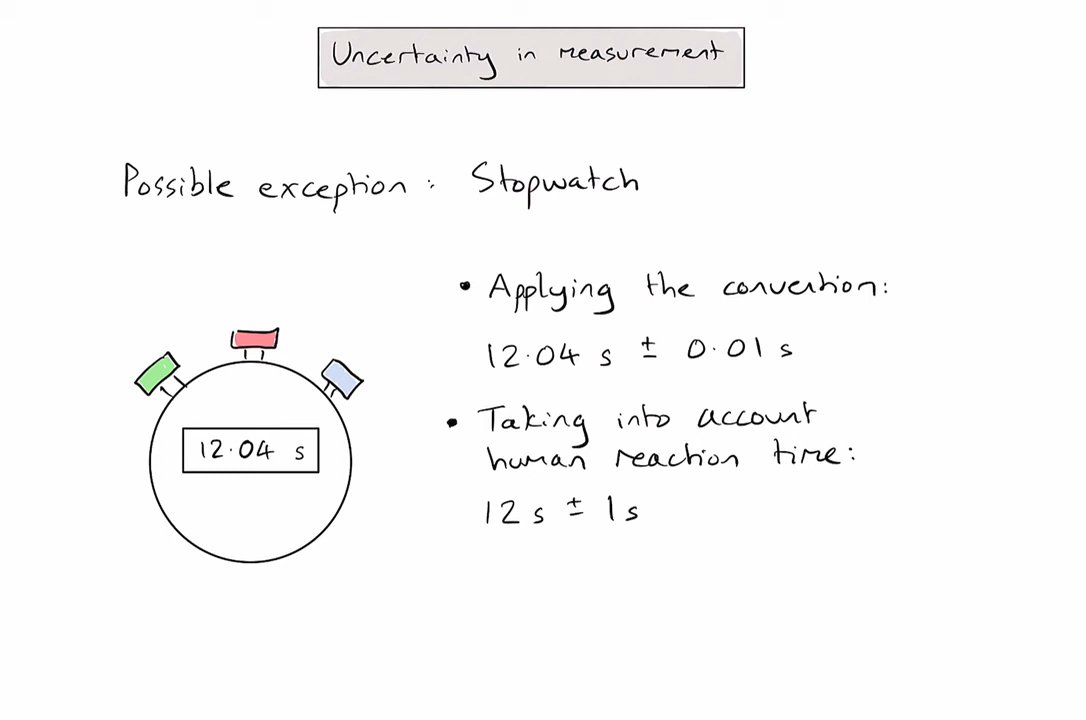 Uncertainty in measurement
Possible exception: Stopwatch
• Applying the convention:
12.04 s ± 0.01 s
• Taking into account
human reaction time:
12 s ± 1 s
12.04 s